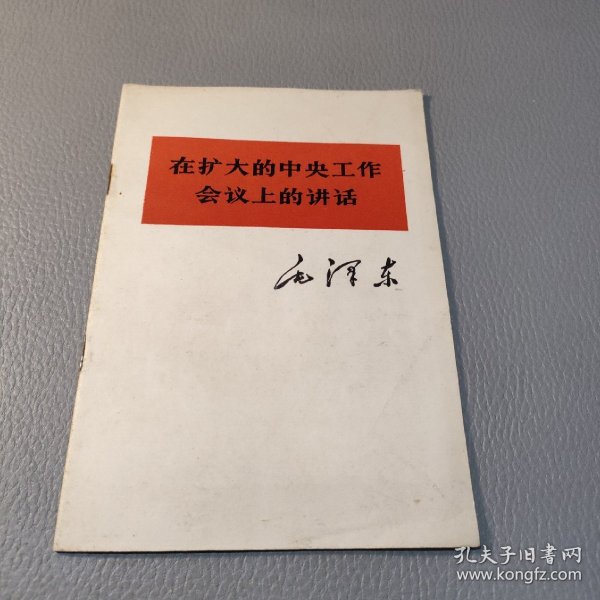 在扩大的中央工作
会议上的讲话
毛泽东
孔夫子旧书网
www.kongfz.com